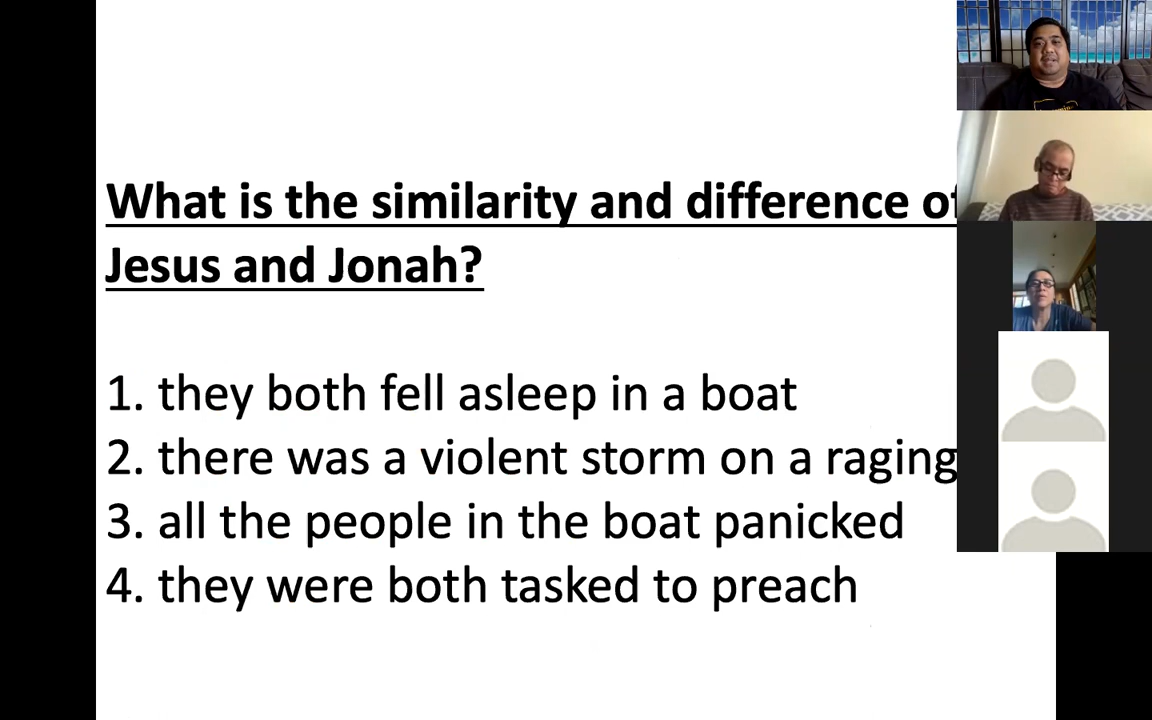 What is the similarity and difference of
Jesus and Jonah?
1. they both fell asleep in a boat
2. there was a violent storm on a raging
3. all the people in the boat panicked
4. they were both tasked to preach